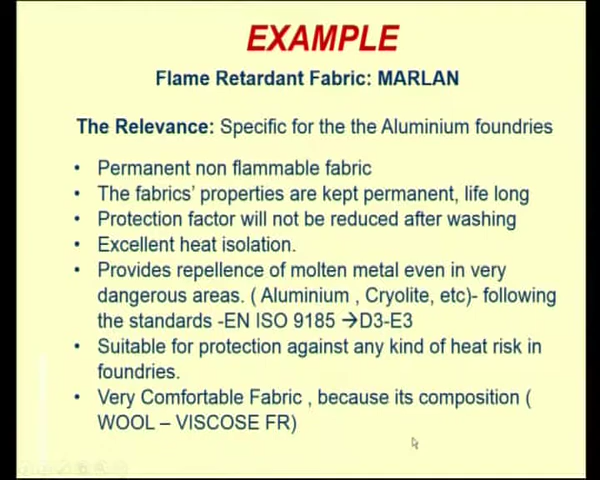 EXAMPLE
Flame Retardant Fabric: MARLAN
The Relevance: Specific for the the Aluminium foundries
• Permanent non flammable fabric
• The fabrics' properties are kept permanent, life long
• Protection factor will not be reduced after washing
• Excellent heat isolation.
• Provides repellence of molten metal even in very
dangerous areas. ( Aluminium , Cryolite, etc)- following
the standards -EN ISO 9185 →D3-E3
• Suitable for protection against any kind of heat risk in
foundries.
• Very Comfortable Fabric , because its composition (
WOOL – VISCOSE FR)